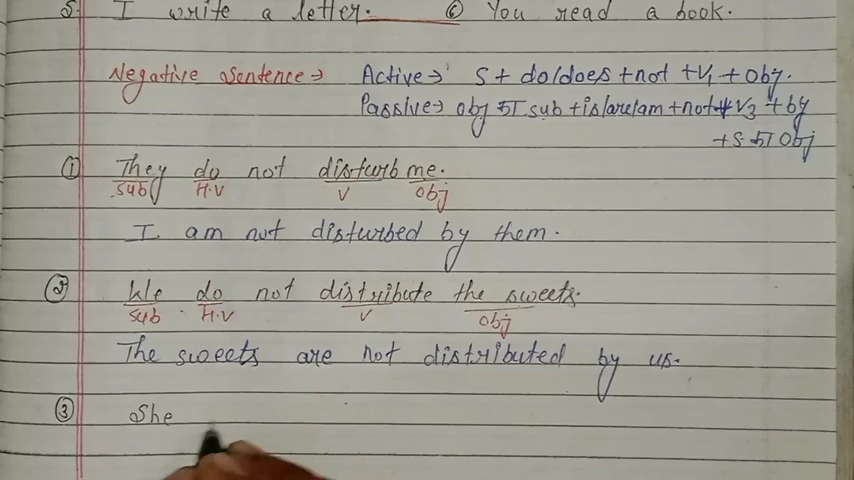 5. I write a letter. ⑥ You read a book.
Negative Sentence ⇒ Active → S + do/does + not + V₁ + Obj.
Passive → Obj का sub + is/are/am + not + V₃ + by
+ S का Obj
① They do not disturb me.
Sub H.V V Obj
I am not disturbed by them.
② We do not distribute the sweets.
Sub H.V V Obj
The sweets are not distributed by us.
③ She